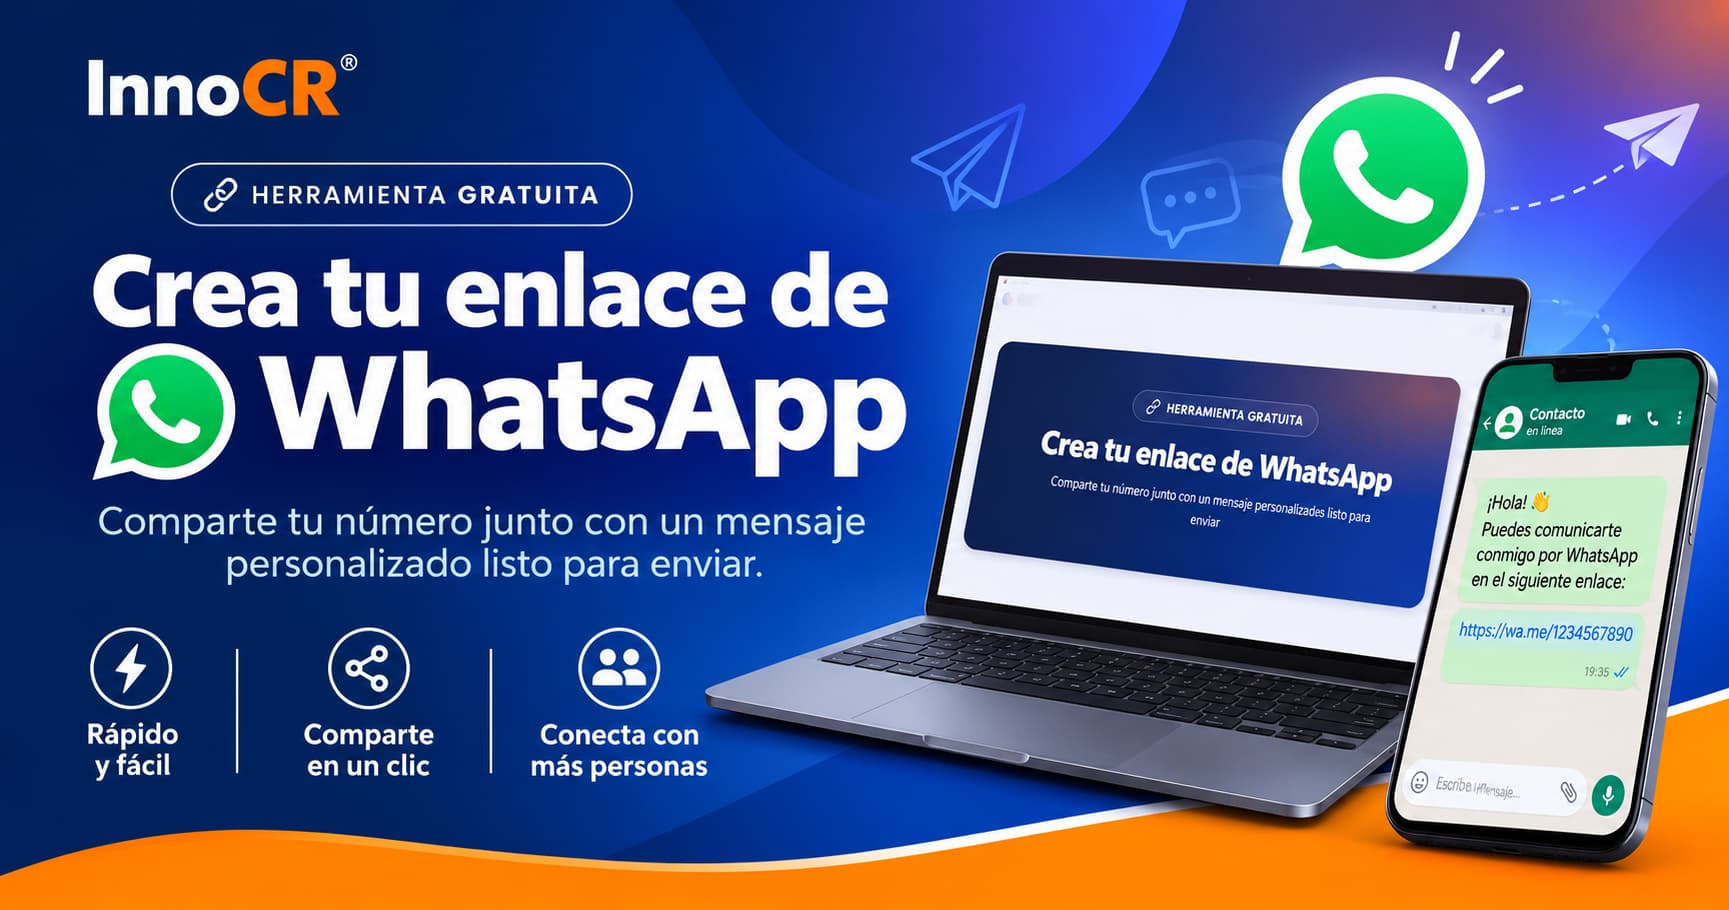 InnoCR®
HERRAMIENTA GRATUITA
Crea tu enlace de
WhatsApp
Comparte tu número junto con un mensaje
personalizado listo para enviar.
Rápido
y fácil
Comparte
en un clic
Conecta con
más personas
HERRAMIENTA GRATUITA
Crea tu enlace de WhatsApp
Comparte tu número junto con un mensaje personalizades listo para
enviar
Contacto
en línea
¡Hola! 👋
Puedes comunicarte
conmigo por WhatsApp
en el siguiente enlace:
https://wa.me/1234567890
19:35
Escribe